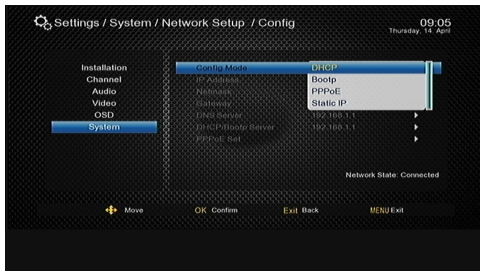 Settings / System / Network Setup / Config
09:05
Thursday, 14. April
Installation
Channel
Audio
Video
OSD
System
Config Mode DHCP
IP Address Bootp
Netmask PPPoE
Gateway Static IP
DNS Server 192.168.1.1
DHCP/Bootp Server 192.168.1.1
PPPoE Set
Network State: Connected
Move OK Confirm Exit Back MENU Exit